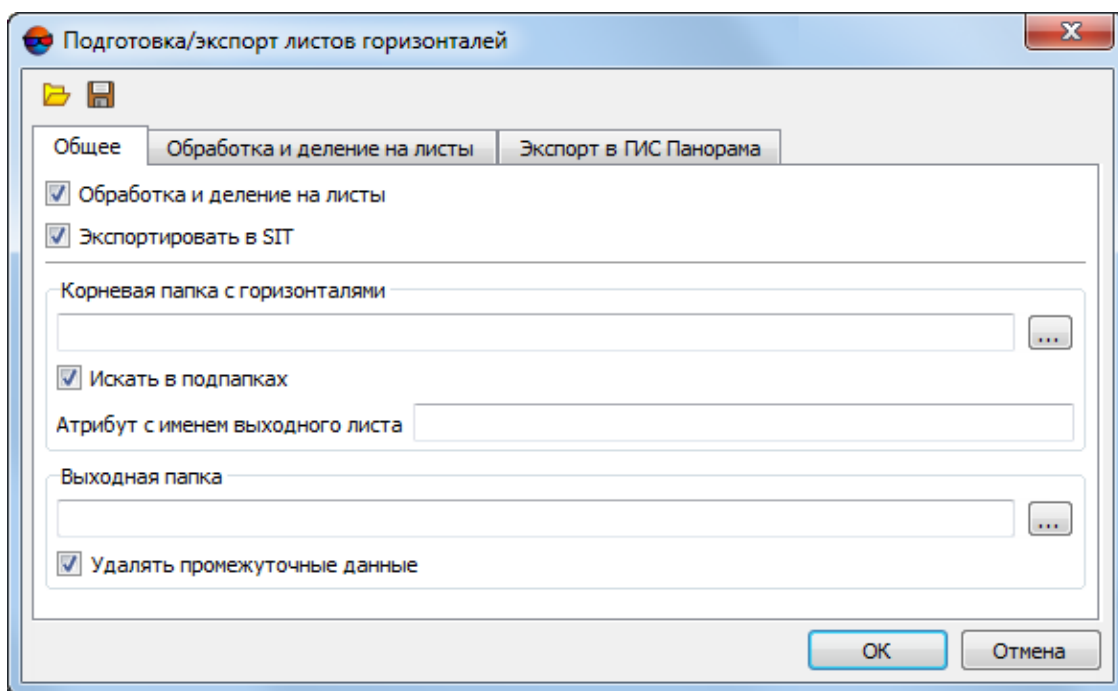 Подготовка/экспорт листов горизонталей
Общее
Обработка и деление на листы
Экспорт в ГИС Панорама
Обработка и деление на листы
Экспортировать в SIT
Корневая папка с горизонталями
...
Искать в подпапках
Атрибут с именем выходного листа
Выходная папка
...
Удалять промежуточные данные
ОК
Отмена